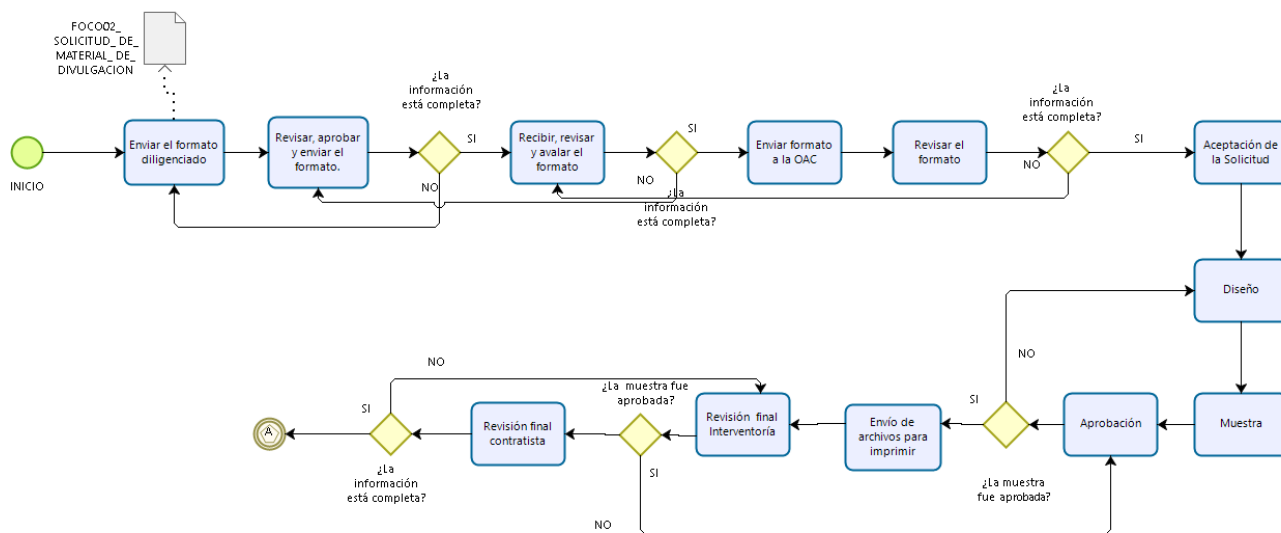 FOCO02_
SOLICITUD_ DE_
MATERIAL_ DE_
DIVULGACION
INICIO
Enviar el formato
diligenciado
Revisar, aprobar
y enviar el
formato.
¿La
información
está completa?
SI
NO
Recibir, revisar
y avalar el
formato
SI
NO
¿La
información
está completa?
Enviar formato
a la OAC
Revisar el
formato
¿La
información
está completa?
NO
SI
Aceptación de
la Solicitud
Diseño
Muestra
Aprobación
NO
SI
¿La muestra
fue aprobada?
Envío de
archivos para
imprimir
Revisión final
Interventoría
¿La muestra fue
aprobada?
SI
NO
Revisión final
contratista
NO
SI
¿La
información
está completa?
A